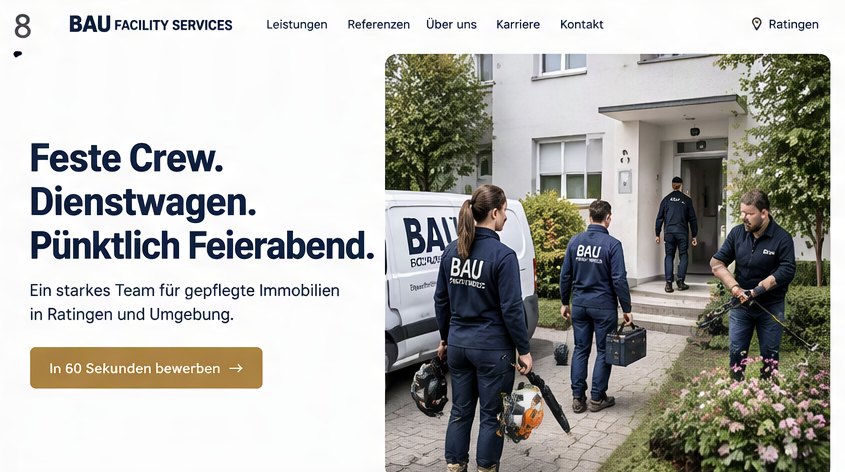 8
BAU FACILITY SERVICES
Leistungen
Referenzen
Über uns
Karriere
Kontakt
Ratingen
Feste Crew.
Dienstwagen.
Pünktlich Feierabend.
Ein starkes Team für gepflegte Immobilien
in Ratingen und Umgebung.
In 60 Sekunden bewerben →
BAU
BAU
BAU